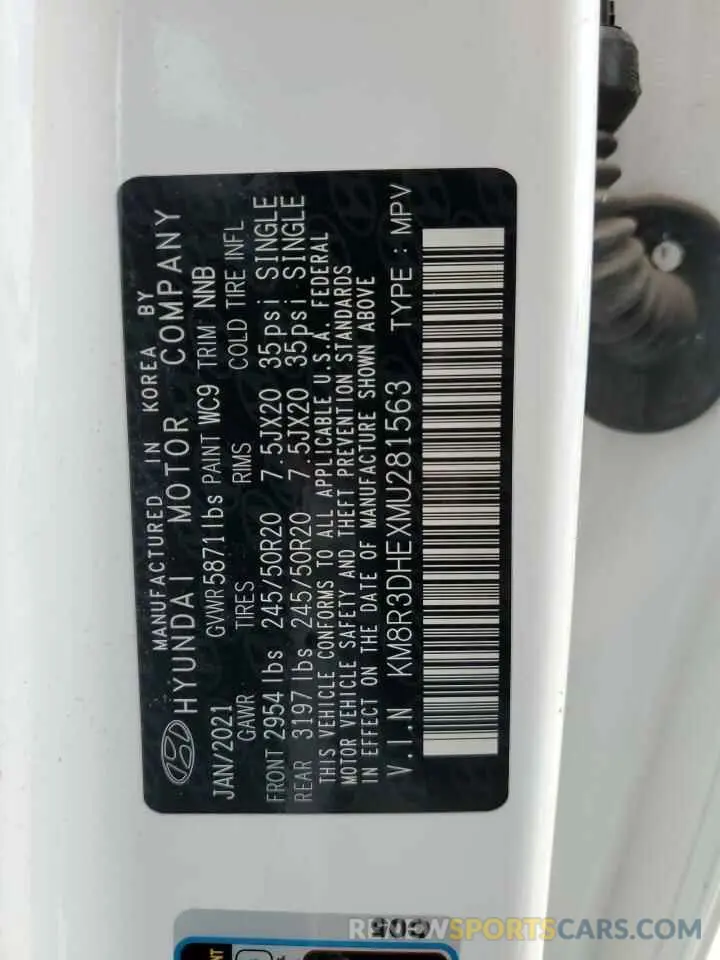 MANUFACTURED IN KOREA BY
HYUNDAI MOTOR COMPANY
JAN/2021 GVWR 5871 lbs PAINT WC9 TRIM NNB
GAWR TIRES RIMS COLD TIRE INFL
FRONT 2954 lbs 245/50R20 7.5JX20 35psi SINGLE
REAR 3197 lbs 245/50R20 7.5JX20 35psi SINGLE
THIS VEHICLE CONFORMS TO ALL APPLICABLE U.S.A. FEDERAL
MOTOR VEHICLE SAFETY AND THEFT PREVENTION STANDARDS
IN EFFECT ON THE DATE OF MANUFACTURE SHOWN ABOVE
V.I.N KM8R3DHEXMU281563 TYPE : MPV
REVIEWSPORTSCARS.COM